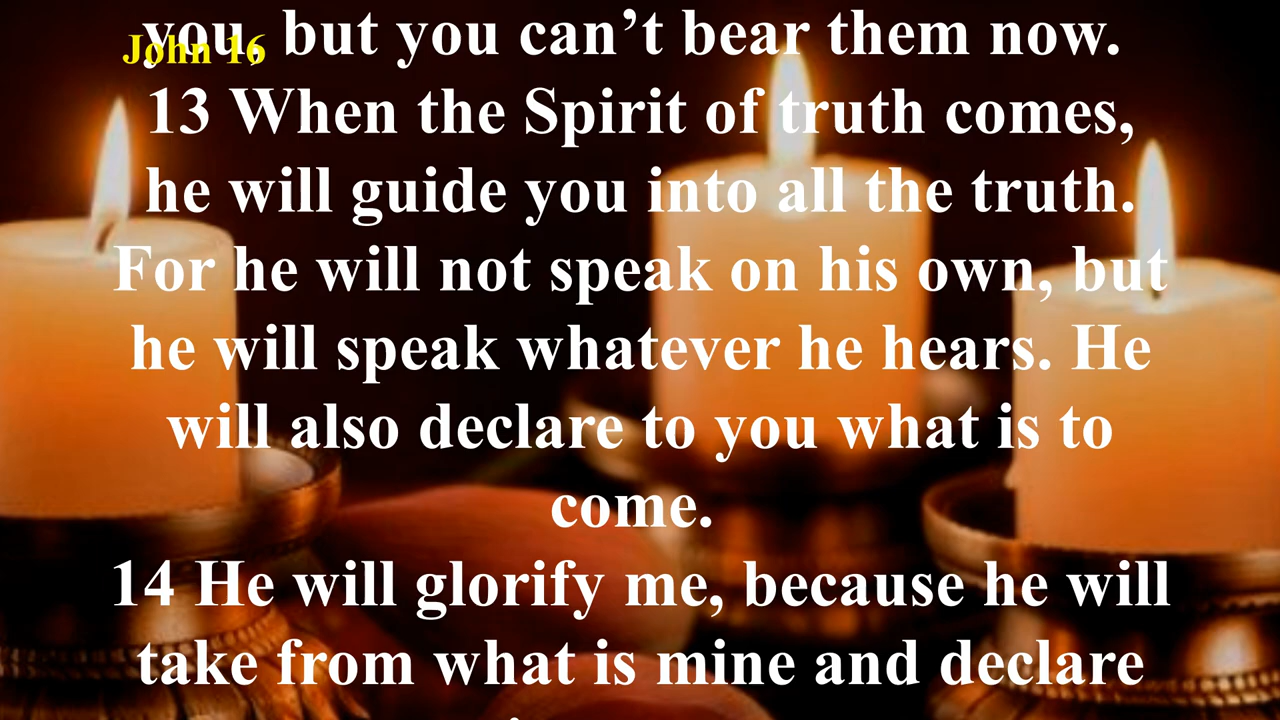 you, but you can’t bear them now.
John 16
13 When the Spirit of truth comes,
he will guide you into all the truth.
For he will not speak on his own, but
he will speak whatever he hears. He
will also declare to you what is to
come.
14 He will glorify me, because he will
take from what is mine and declare